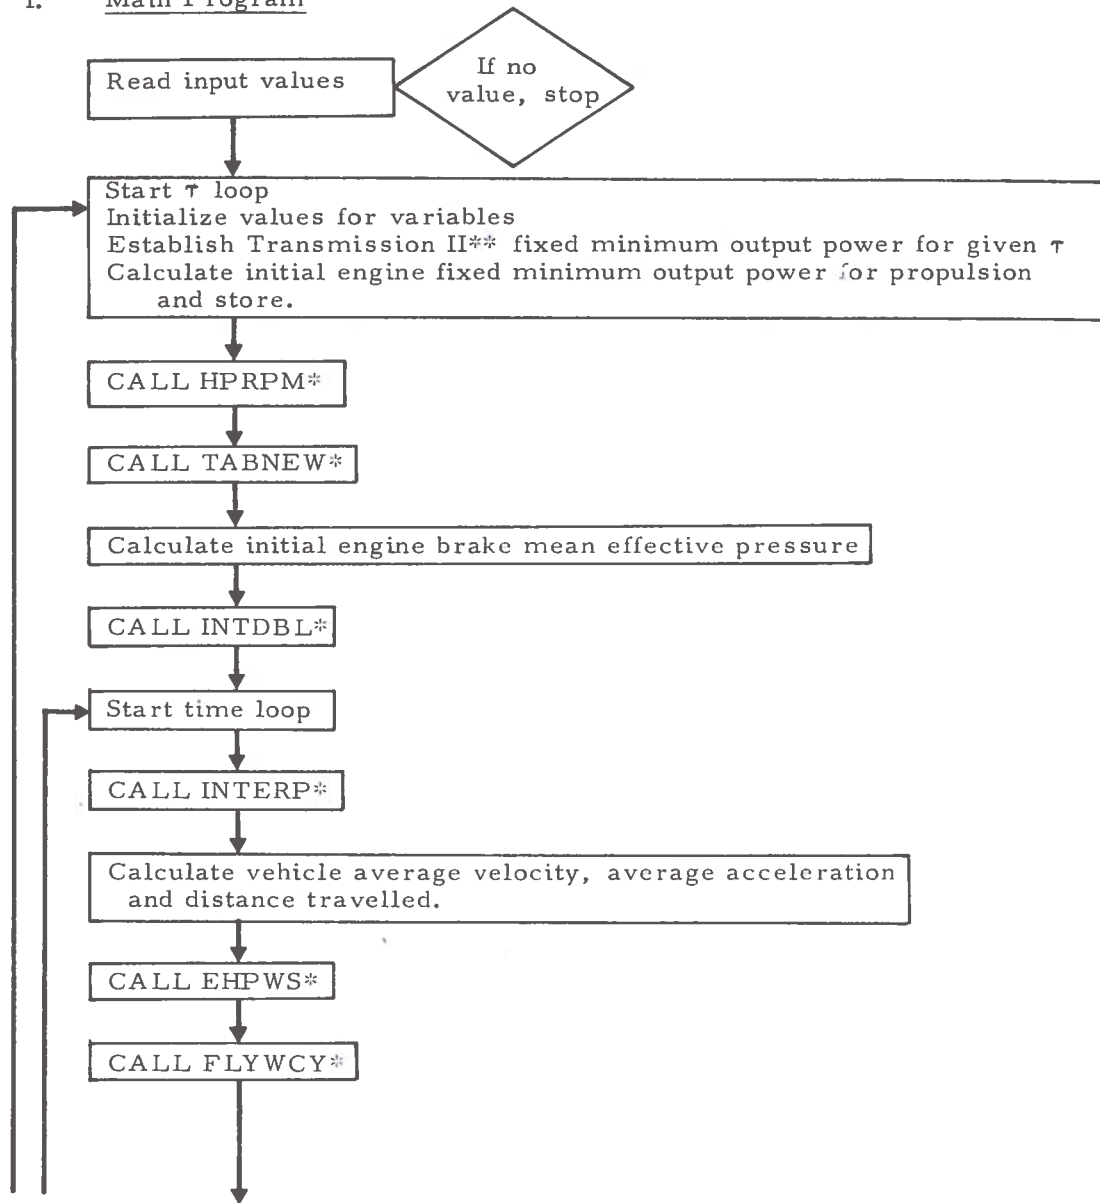 1. Main Program
Read input values
If no
value, stop
Start τ loop
Initialize values for variables
Establish Transmission II** fixed minimum output power for given τ
Calculate initial engine fixed minimum output power for propulsion
and store.
CALL HPRPM*
CALL TABNEW*
Calculate initial engine brake mean effective pressure
CALL INTDBL*
Start time loop
CALL INTERP*
Calculate vehicle average velocity, average acceleration
and distance travelled.
CALL EHPWS*
CALL FLYWCY*